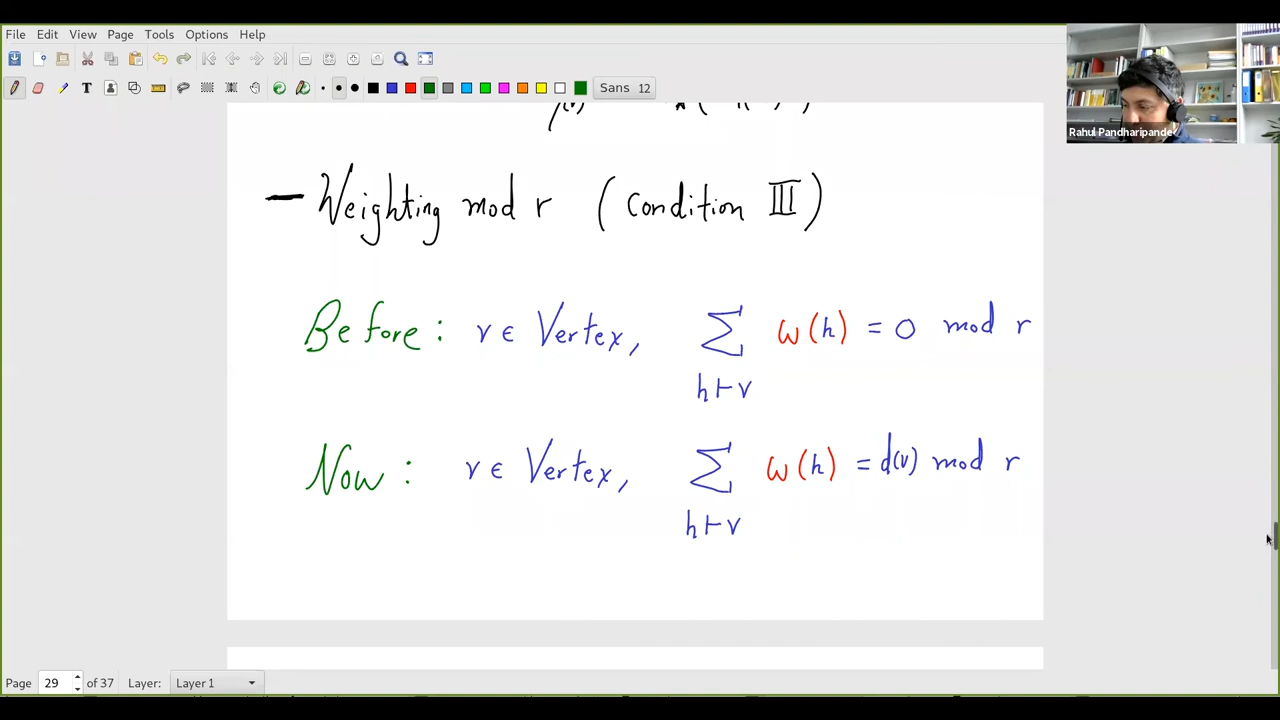 File Edit View Page Tools Options Help
Sans 12
Rahul Pandharipande
— Weighting mod r (Condition III)
Before: v ∈ Vertex, ∑ w(h) = 0 mod r
h ⊢ v
Now: v ∈ Vertex, ∑ w(h) = d(v) mod r
h ⊢ v
Page 29 of 37 Layer: Layer 1